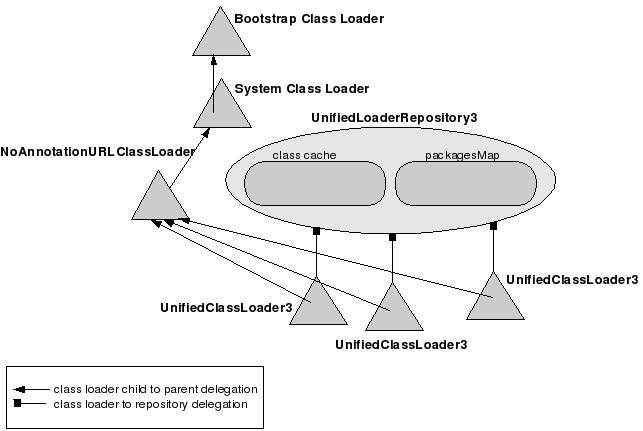 Bootstrap Class Loader
System Class Loader
UnifiedLoaderRepository3
NoAnnotationURLClassLoader
class cache
packagesMap
UnifiedClassLoader3
UnifiedClassLoader3
UnifiedClassLoader3
class loader child to parent delegation
class loader to repository delegation